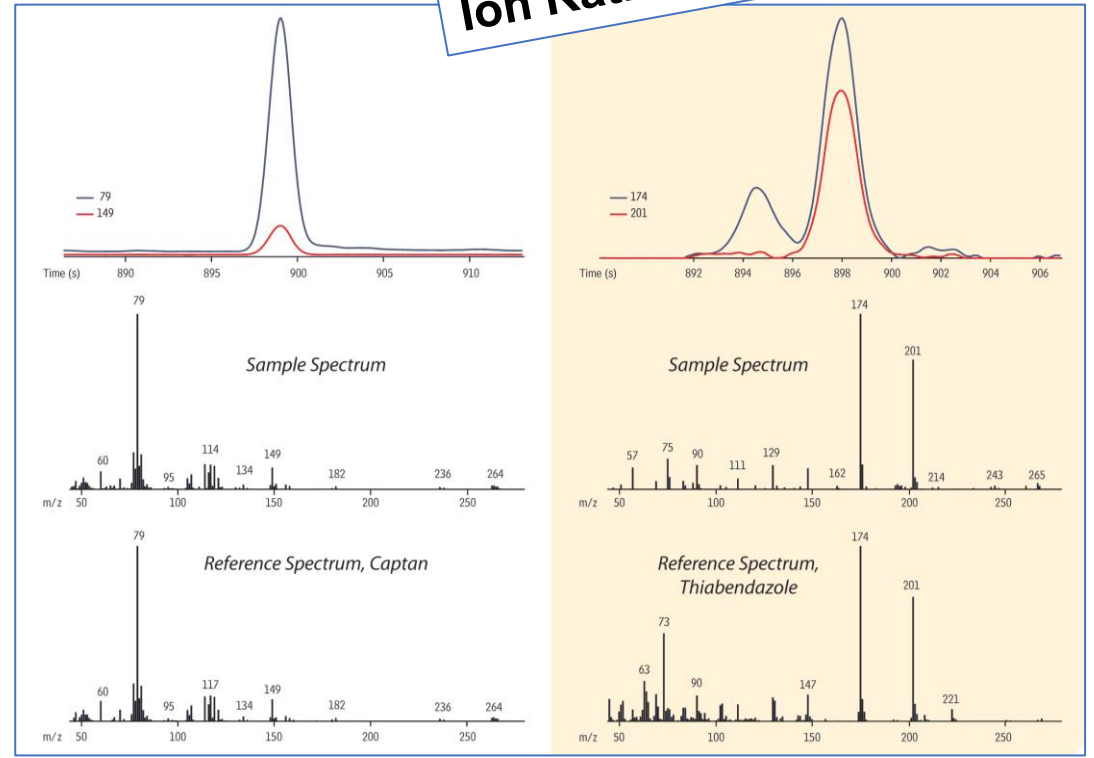 Ion
79
149
Time (s) 890 895 900 905 910
174
201
Time (s) 892 894 896 898 900 902 904 906
79
Sample Spectrum
60 95 114 134 149 182 236 264
m/z 50 100 150 200 250
174
201
Sample Spectrum
57 75 90 111 129 162 214 243 265
m/z 50 100 150 200 250
79
Reference Spectrum, Captan
60 95 117 134 149 182 236 264
m/z 50 100 150 200 250
174
Reference Spectrum,
Thiabendazole
201
73
63 90 147 221
m/z 50 100 150 200 250